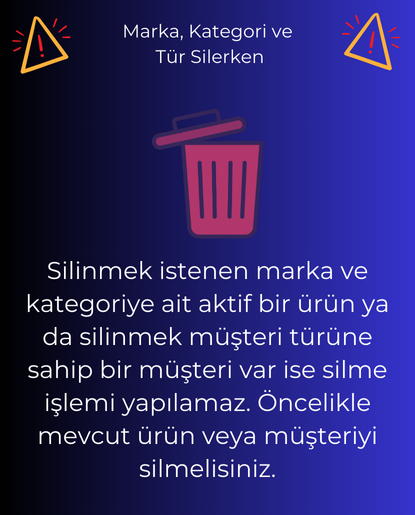 Marka, Kategori ve
Tür Silerken
Silinmek istenen marka ve
kategoriye ait aktif bir ürün ya
da silinmek müşteri türüne
sahip bir müşteri var ise silme
işlemi yapılamaz. Öncelikle
mevcut ürün veya müşteriyi
silmelisiniz.